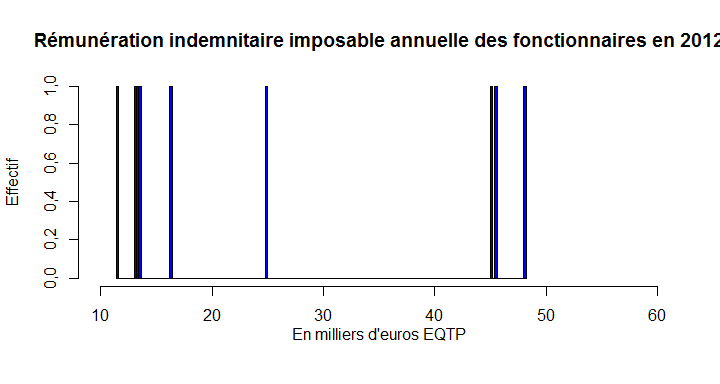 Rémunération indemnitaire imposable annuelle des fonctionnaires en 2012
Effectif
1,0
0,8
0,6
0,4
0,2
0,0
10 20 30 40 50 60
En milliers d'euros EQTP